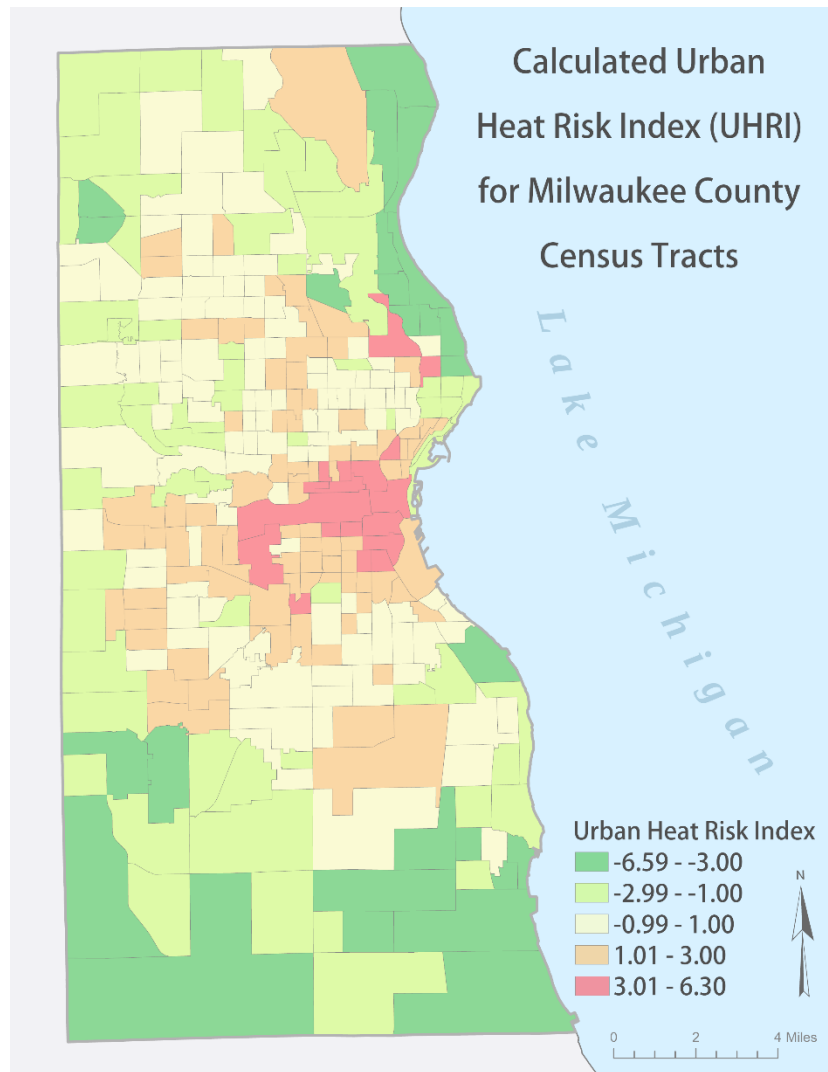 Calculated Urban
Heat Risk Index (UHRI)
for Milwaukee County
Census Tracts
Lake Michigan
Urban Heat Risk Index
-6.59 - -3.00
-2.99 - -1.00
-0.99 - 1.00
1.01 - 3.00
3.01 - 6.30
N
0 2 4 Miles